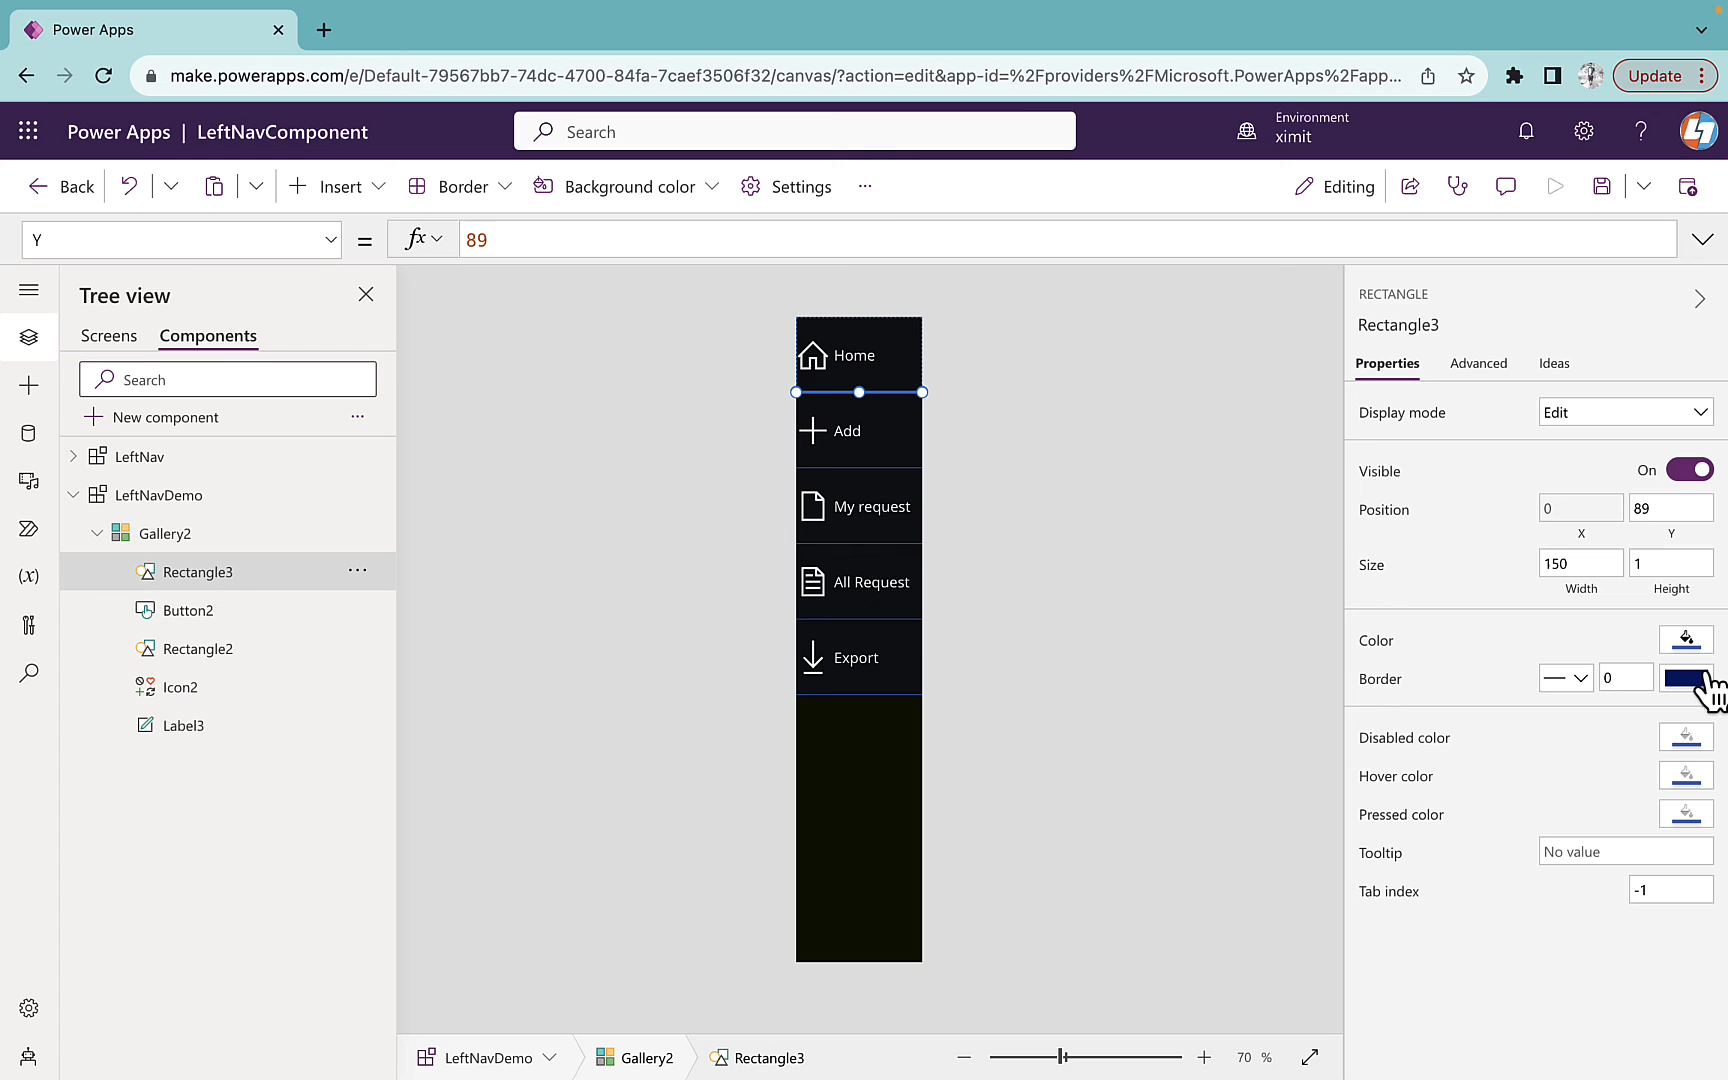 Power Apps
make.powerapps.com/e/Default-79567bb7-74dc-4700-84fa-7caef3506f32/canvas/?action=edit&app-id=%2Fproviders%2FMicrosoft.PowerApps%2Fapp...
Update
Power Apps | LeftNavComponent
Search
Environment
ximit
Back
Insert
Border
Background color
Settings
Editing
Y
=
fx
89
Tree view
Screens
Components
Search
New component
LeftNav
LeftNavDemo
Gallery2
Rectangle3
Button2
Rectangle2
Icon2
Label3
Home
Add
My request
All Request
Export
RECTANGLE
Rectangle3
Properties
Advanced
Ideas
Display mode
Edit
Visible
On
Position
0
89
X
Y
Size
150
1
Width
Height
Color
Border
0
Disabled color
Hover color
Pressed color
Tooltip
No value
Tab index
-1
LeftNavDemo
Gallery2
Rectangle3
70 %